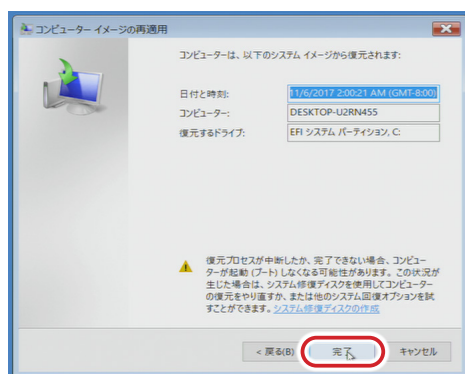 コンピューター イメージの再適用
コンピューターは、以下のシステム イメージから復元されます:
日付と時刻: 11/6/2017 2:00:21 AM (GMT-8:00)
コンピューター: DESKTOP-U2RN455
復元するドライブ: EFI システム パーティション, C:
復元プロセスが中断したか、完了できない場合、コンピュー
ターが起動 (ブート) しなくなる可能性があります。この状況が
生じた場合は、システム修復ディスクを使用してコンピューター
の復元をやり直すか、または他のシステム回復オプションを試
すことができます。システム修復ディスクの作成
< 戻る(B) 完了 キャンセル